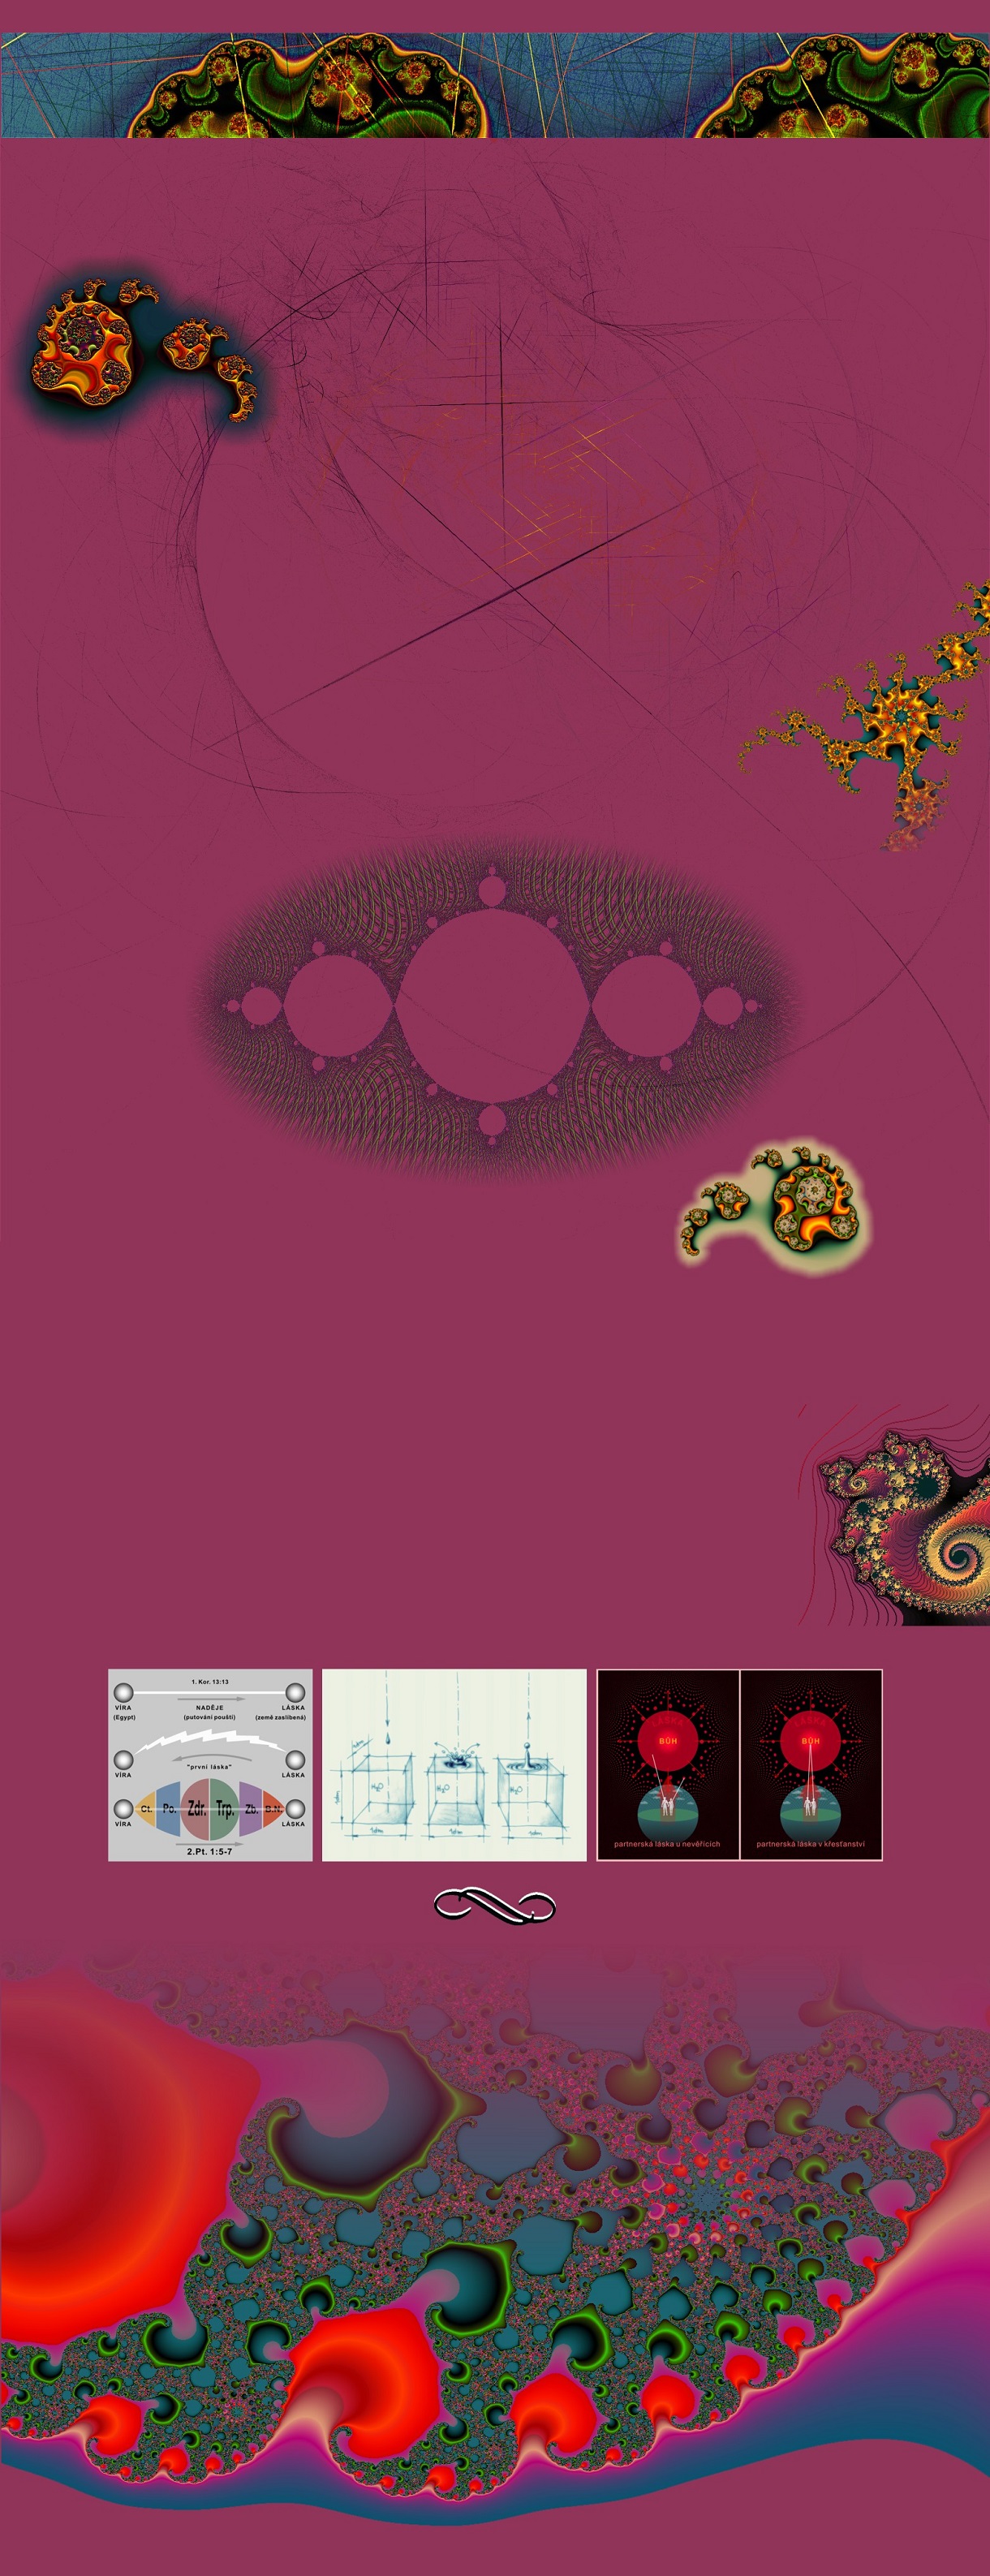 1. Kor. 13:13
VÍRA NADĚJE LÁSKA
(Egypt) (putování pouští) (země zaslíbená)
VÍRA "první láska" LÁSKA
Ct. Po. Zdr. Trp. Zb. B.N.
VÍRA LÁSKA
2.Pt. 1:5-7
H₂O
H₂O
H₂O
BŮH
partnerská láska u nevěřících
BŮH
partnerská láska v křesťanství